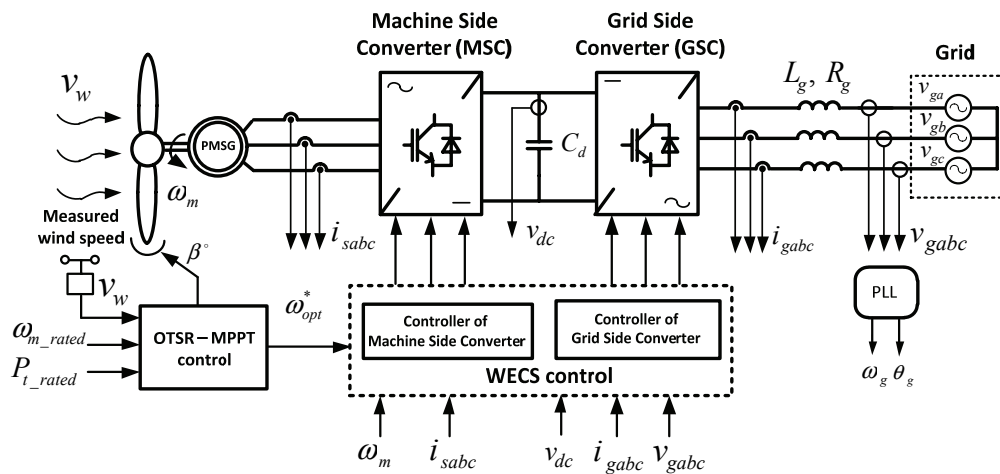 Machine Side
Converter (MSC)
Grid Side
Converter (GSC)
Grid
v_w
PMSG
ω_m
C_d
L_g, R_g
v_ga
v_gb
v_gc
Measured
wind speed
β°
i_sabc
v_dc
i_gabc
v_gabc
v_w
ω_m_rated
P_t_rated
OTSR−MPPT
control
ω*_opt
Controller of
Machine Side Converter
Controller of
Grid Side Converter
WECS control
PLL
ω_g θ_g
ω_m
i_sabc
v_dc
i_gabc
v_gabc